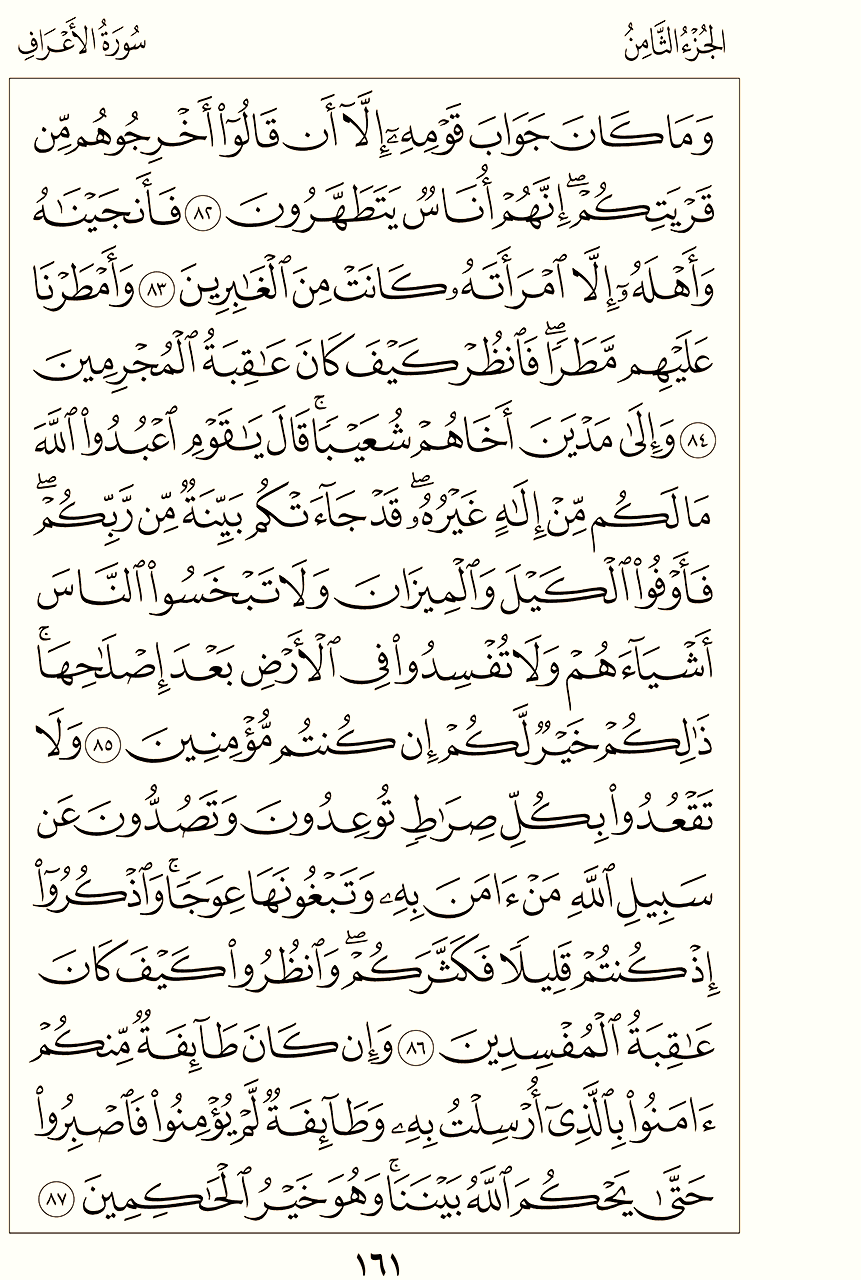 الجُزْءُ الثَّامِنُ
سُورَةُ الأَعْرَافِ
وَمَا كَانَ جَوَابَ قَوْمِهِۦٓ إِلَّآ أَن قَالُوٓا۟ أَخْرِجُوهُم مِّن
قَرْيَتِكُمْ ۖ إِنَّهُمْ أُنَاسٌ يَتَطَهَّرُونَ ٨٢ فَأَنجَيْنَـٰهُ
وَأَهْلَهُۥٓ إِلَّا ٱمْرَأَتَهُۥ كَانَتْ مِنَ ٱلْغَـٰبِرِينَ ٨٣ وَأَمْطَرْنَا
عَلَيْهِم مَّطَرًا ۖ فَٱنظُرْ كَيْفَ كَانَ عَـٰقِبَةُ ٱلْمُجْرِمِينَ
٨٤ وَإِلَىٰ مَدْيَنَ أَخَاهُمْ شُعَيْبًا ۚ قَالَ يَـٰقَوْمِ ٱعْبُدُوا۟ ٱللَّهَ
مَا لَكُم مِّنْ إِلَـٰهٍ غَيْرُهُۥ ۖ قَدْ جَآءَتْكُم بَيِّنَةٌ مِّن رَّبِّكُمْ ۖ
فَأَوْفُوا۟ ٱلْكَيْلَ وَٱلْمِيزَانَ وَلَا تَبْخَسُوا۟ ٱلنَّاسَ
أَشْيَآءَهُمْ وَلَا تُفْسِدُوا۟ فِى ٱلْأَرْضِ بَعْدَ إِصْلَـٰحِهَا ۚ
ذَٰلِكُمْ خَيْرٌ لَّكُمْ إِن كُنتُم مُّؤْمِنِينَ ٨٥ وَلَا
تَقْعُدُوا۟ بِكُلِّ صِرَٰطٍ تُوعِدُونَ وَتَصُدُّونَ عَن
سَبِيلِ ٱللَّهِ مَنْ ءَامَنَ بِهِۦ وَتَبْغُونَهَا عِوَجًا ۚ وَٱذْكُرُوٓا۟
إِذْ كُنتُمْ قَلِيلًا فَكَثَّرَكُمْ ۖ وَٱنظُرُوا۟ كَيْفَ كَانَ
عَـٰقِبَةُ ٱلْمُفْسِدِينَ ٨٦ وَإِن كَانَ طَآئِفَةٌ مِّنكُمْ
ءَامَنُوا۟ بِٱلَّذِىٓ أُرْسِلْتُ بِهِۦ وَطَآئِفَةٌ لَّمْ يُؤْمِنُوا۟ فَٱصْبِرُوا۟
حَتَّىٰ يَحْكُمَ ٱللَّهُ بَيْنَنَا ۚ وَهُوَ خَيْرُ ٱلْحَـٰكِمِينَ ٨٧
١٦١